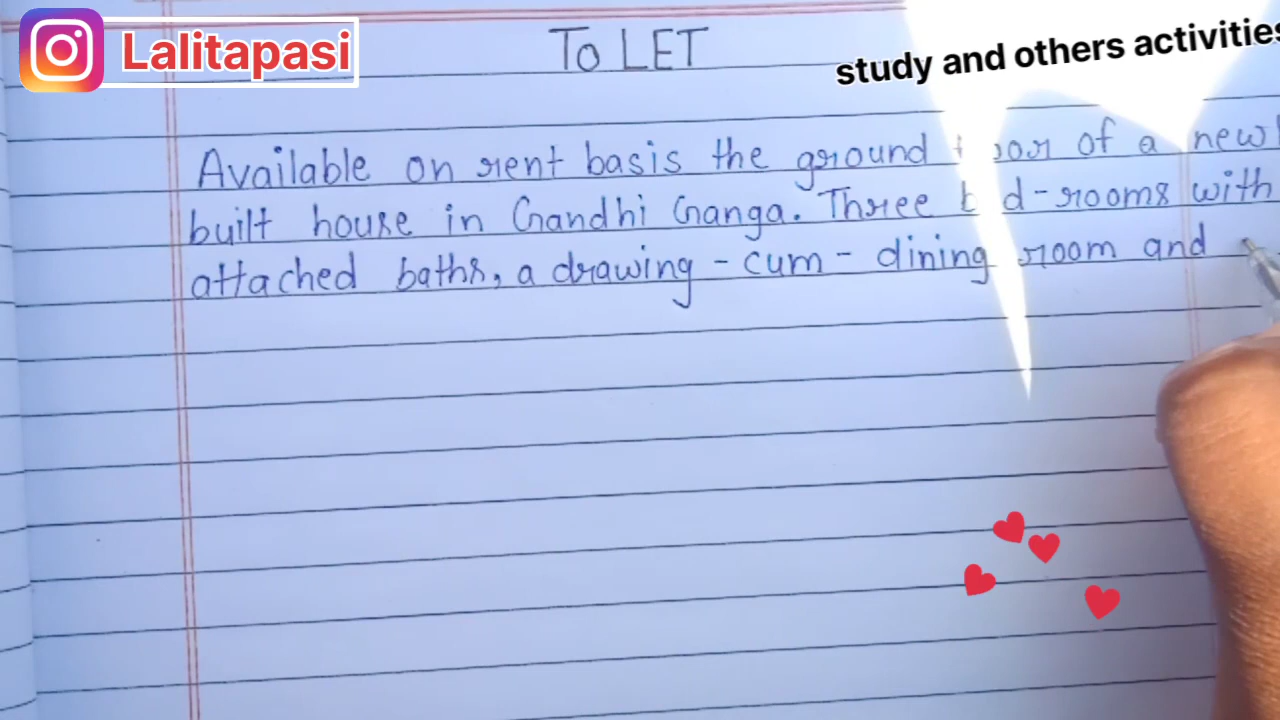 Lalitapasi
To LET
study and others activities
Available on rent basis the ground of a
built house in Gandhi Ganga. Three bed-rooms with
attached baths, a drawing - cum - dining room and